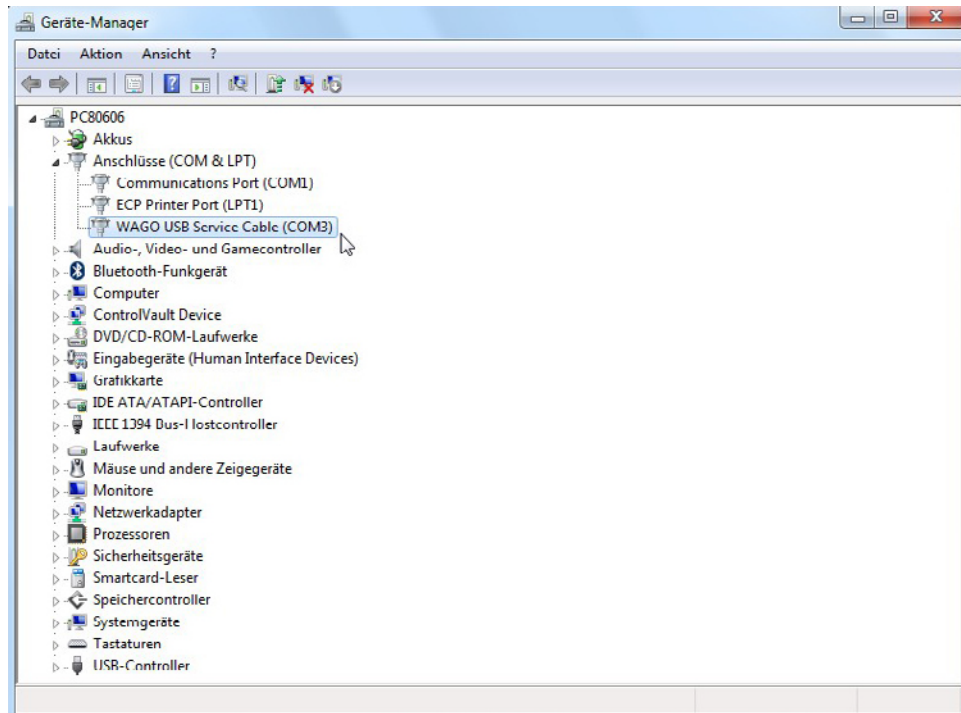 Geräte-Manager
Datei Aktion Ansicht ?
PC80606
Akkus
Anschlüsse (COM & LPT)
Communications Port (COM1)
ECP Printer Port (LPT1)
WAGO USB Service Cable (COM3)
Audio-, Video- und Gamecontroller
Bluetooth-Funkgerät
Computer
ControlVault Device
DVD/CD-ROM-Laufwerke
Eingabegeräte (Human Interface Devices)
Grafikkarte
IDE ATA/ATAPI-Controller
IEEE 1394 Bus-Hostcontroller
Laufwerke
Mäuse und andere Zeigegeräte
Monitore
Netzwerkadapter
Prozessoren
Sicherheitsgeräte
Smartcard-Leser
Speichercontroller
Systemgeräte
Tastaturen
USB-Controller